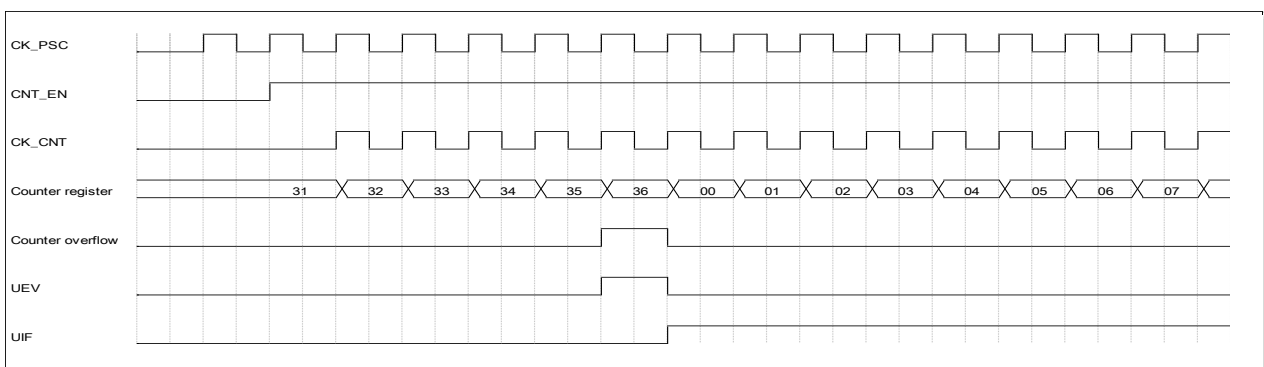 CK_PSC
CNT_EN
CK_CNT
Counter register 31 32 33 34 35 36 00 01 02 03 04 05 06 07
Counter overflow
UEV
UIF